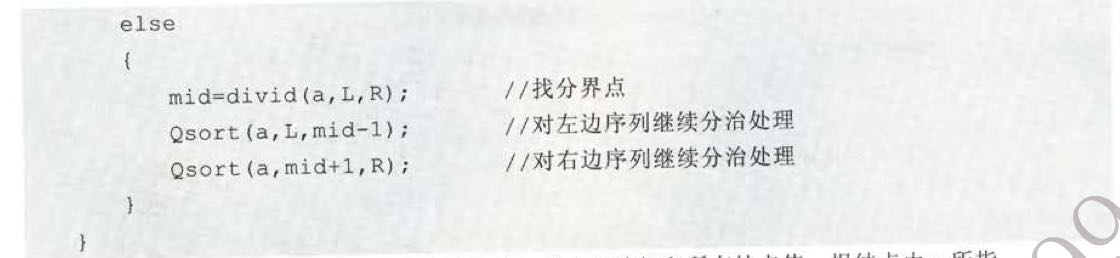 else
{
mid=divid(a,L,R); //找分界点
Qsort(a,L,mid-1); //对左边序列继续分治处理
Qsort(a,mid+1,R); //对右边序列继续分治处理
}
}